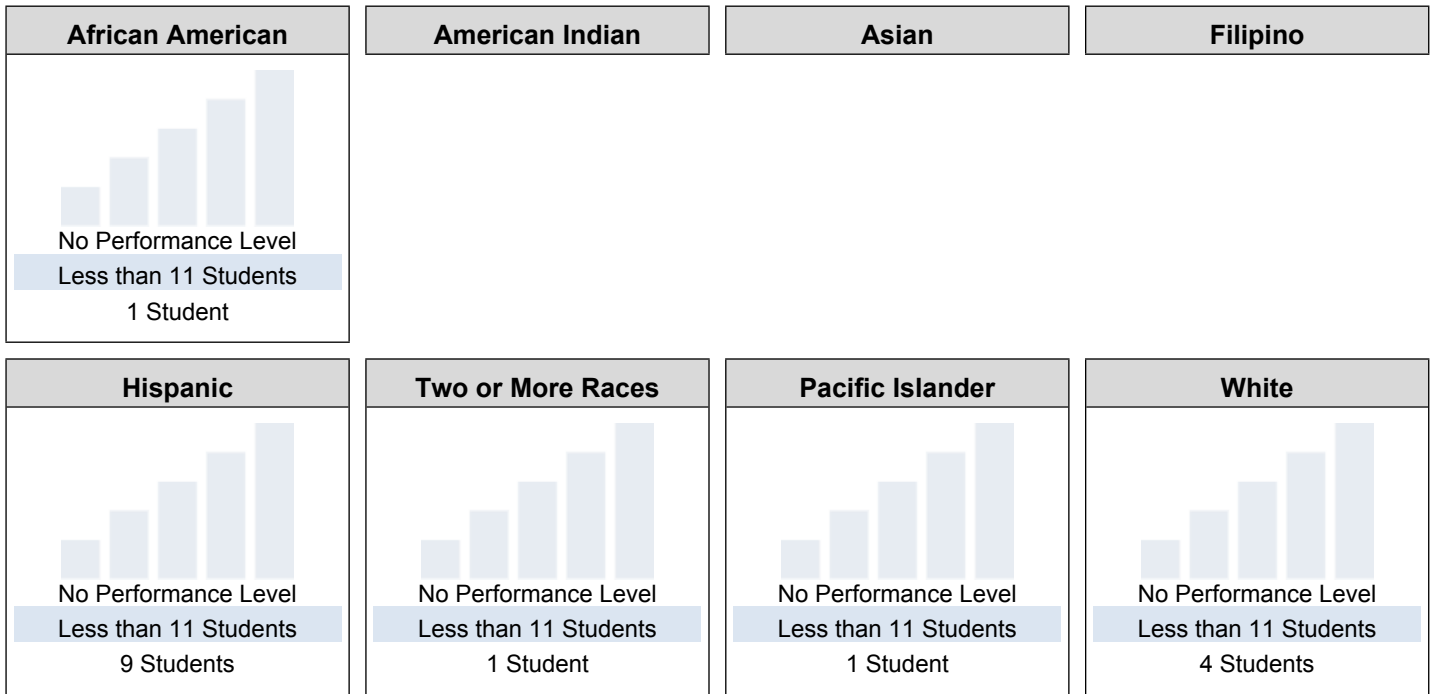 African American
American Indian
Asian
Filipino
No Performance Level
Less than 11 Students
1 Student
Hispanic
Two or More Races
Pacific Islander
White
No Performance Level
Less than 11 Students
9 Students
No Performance Level
Less than 11 Students
1 Student
No Performance Level
Less than 11 Students
1 Student
No Performance Level
Less than 11 Students
4 Students